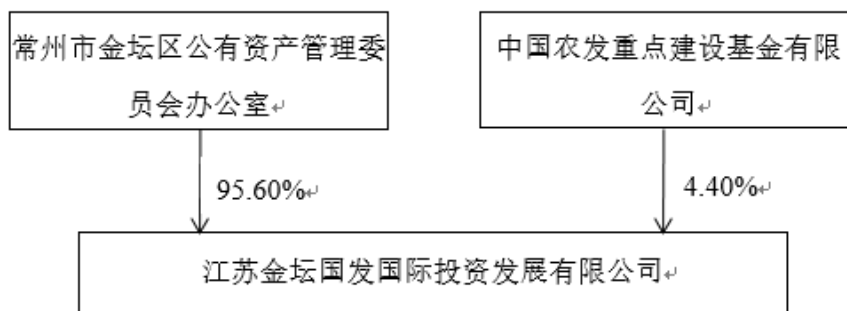 常州市金坛区公有资产管理委
员会办公室
中国农发重点建设基金有限
公司
95.60%
4.40%
江苏金坛国发国际投资发展有限公司